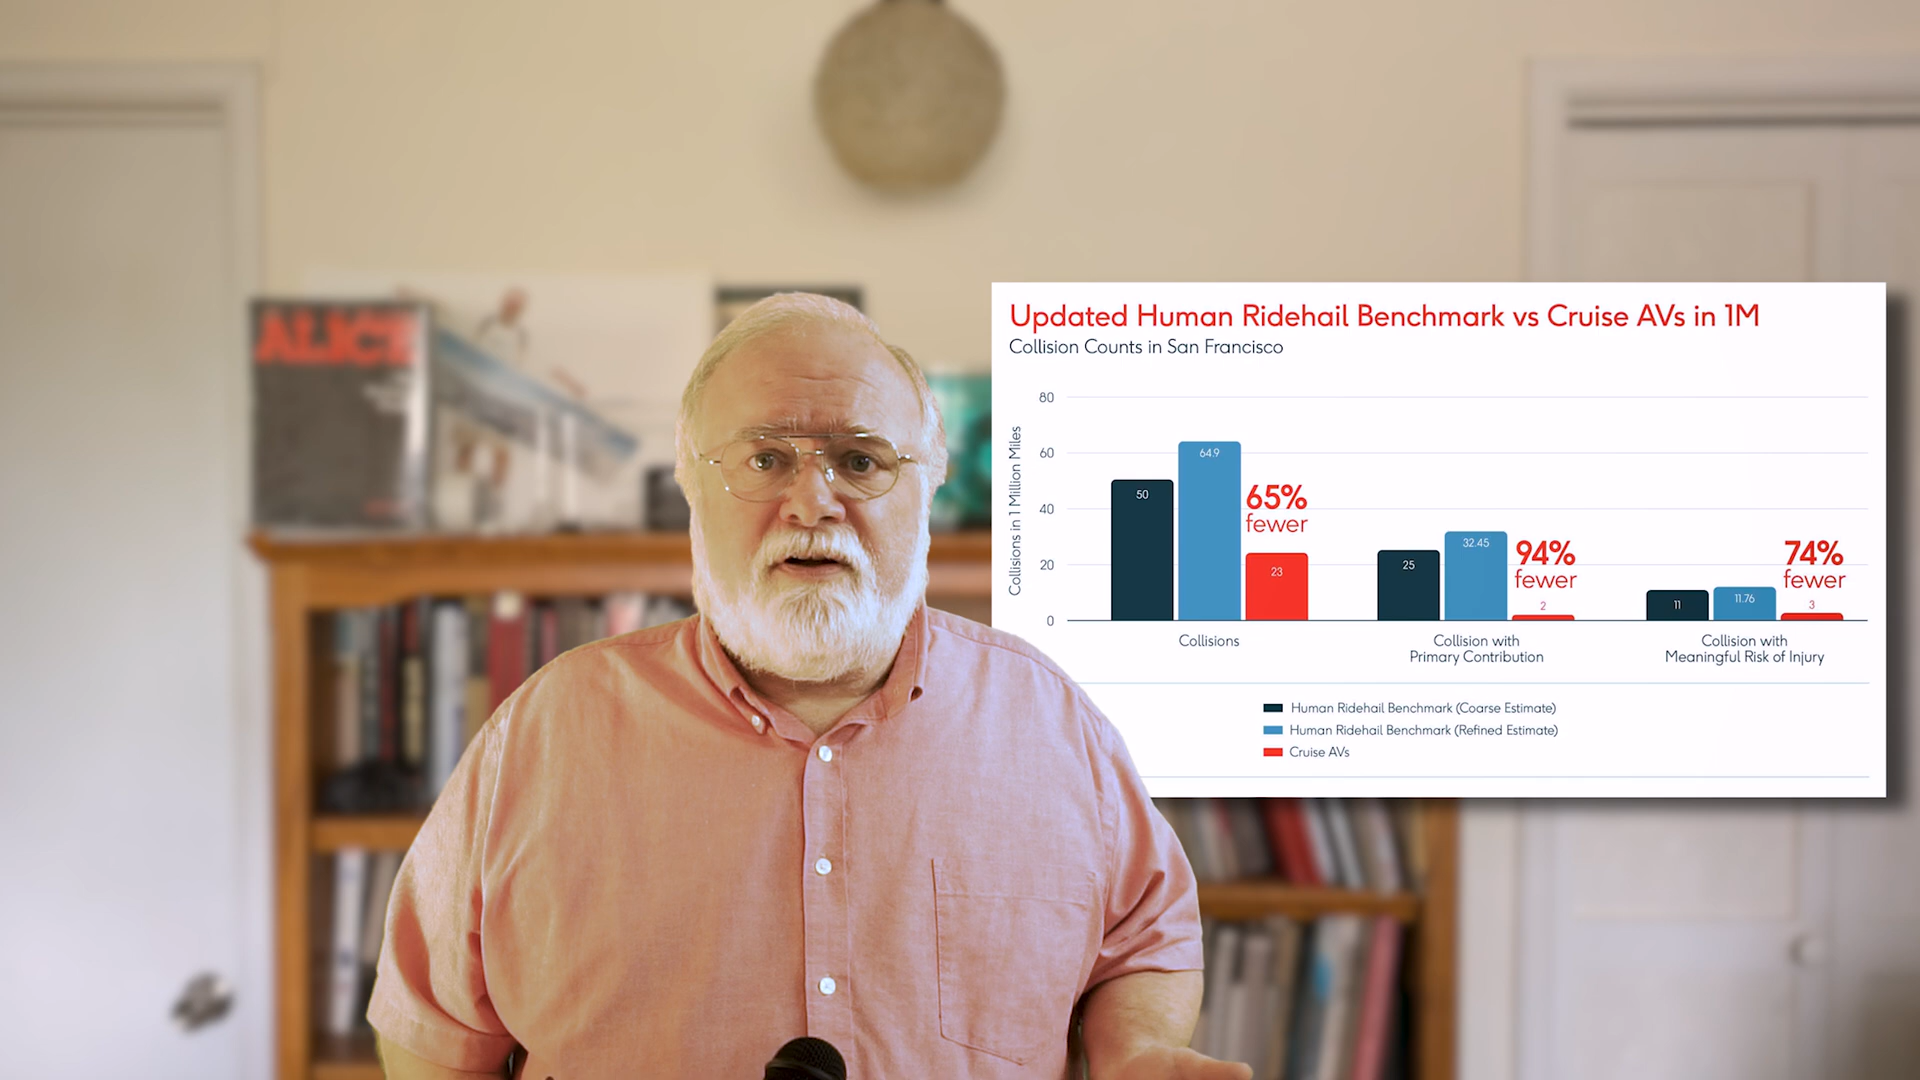 ALICE
Updated Human Ridehail Benchmark vs Cruise AVs in 1M
Collision Counts in San Francisco
Collisions in 1 Million Miles
80
60
40
20
0
50
64.9
65%
fewer
23
25
32.45
94%
fewer
2
11
11.76
74%
fewer
3
Collisions
Collision with
Primary Contribution
Collision with
Meaningful Risk of Injury
Human Ridehail Benchmark (Coarse Estimate)
Human Ridehail Benchmark (Refined Estimate)
Cruise AVs